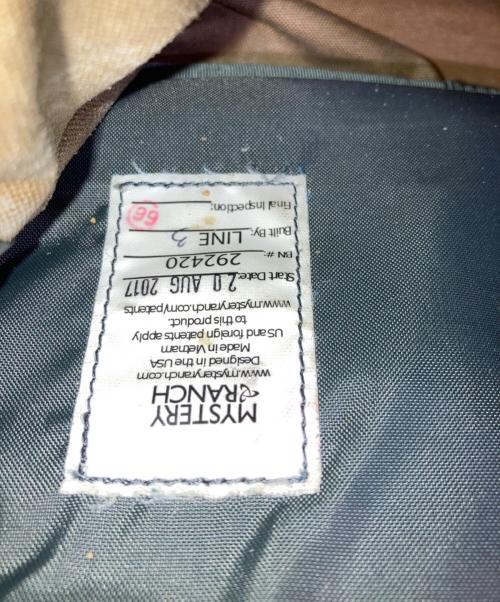 MYSTERY
RANCH
www.mysteryranch.com
Designed in the USA
Made in Vietnam
US and foreign patents apply
to this product.
www.mysteryranch.com/patents
Start Date: 20 AUG 2017
BN #: 292420
Built By: LINE 3
Final Inspection: